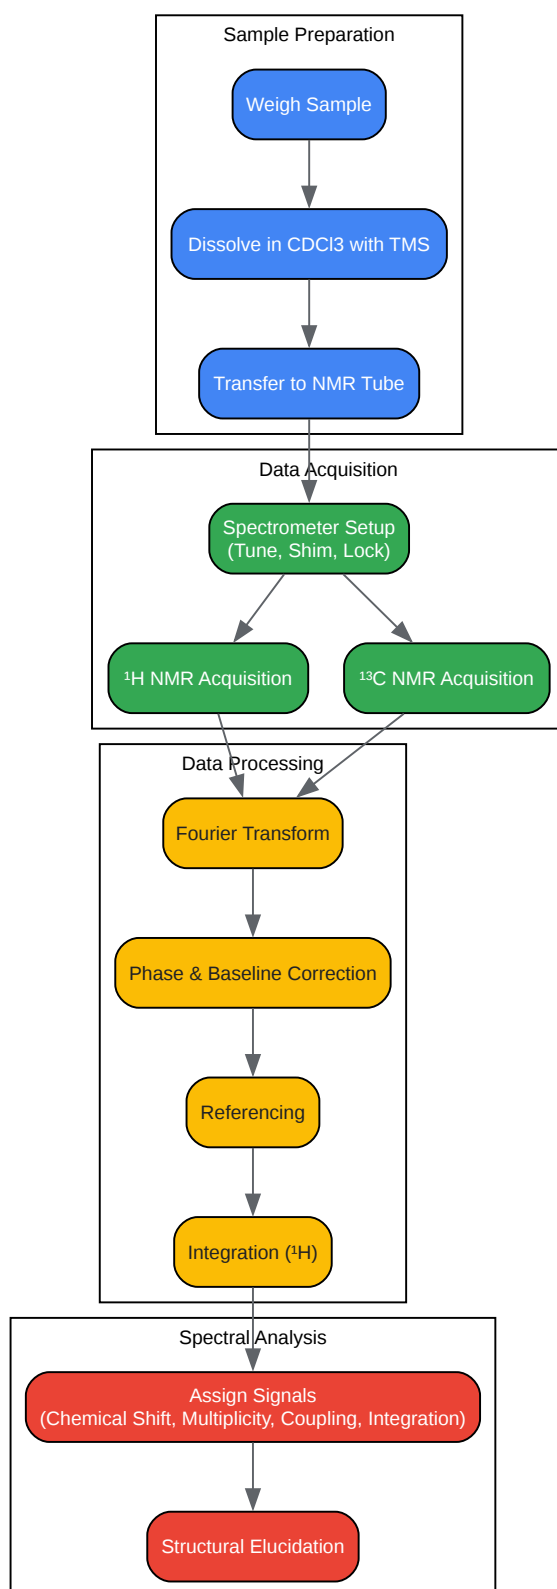 Sample Preparation
Weigh Sample
Dissolve in CDCl3 with TMS
Transfer to NMR Tube
Data Acquisition
Spectrometer Setup
(Tune, Shim, Lock)
¹H NMR Acquisition
¹³C NMR Acquisition
Data Processing
Fourier Transform
Phase & Baseline Correction
Referencing
Integration (¹H)
Spectral Analysis
Assign Signals
(Chemical Shift, Multiplicity, Coupling, Integration)
Structural Elucidation